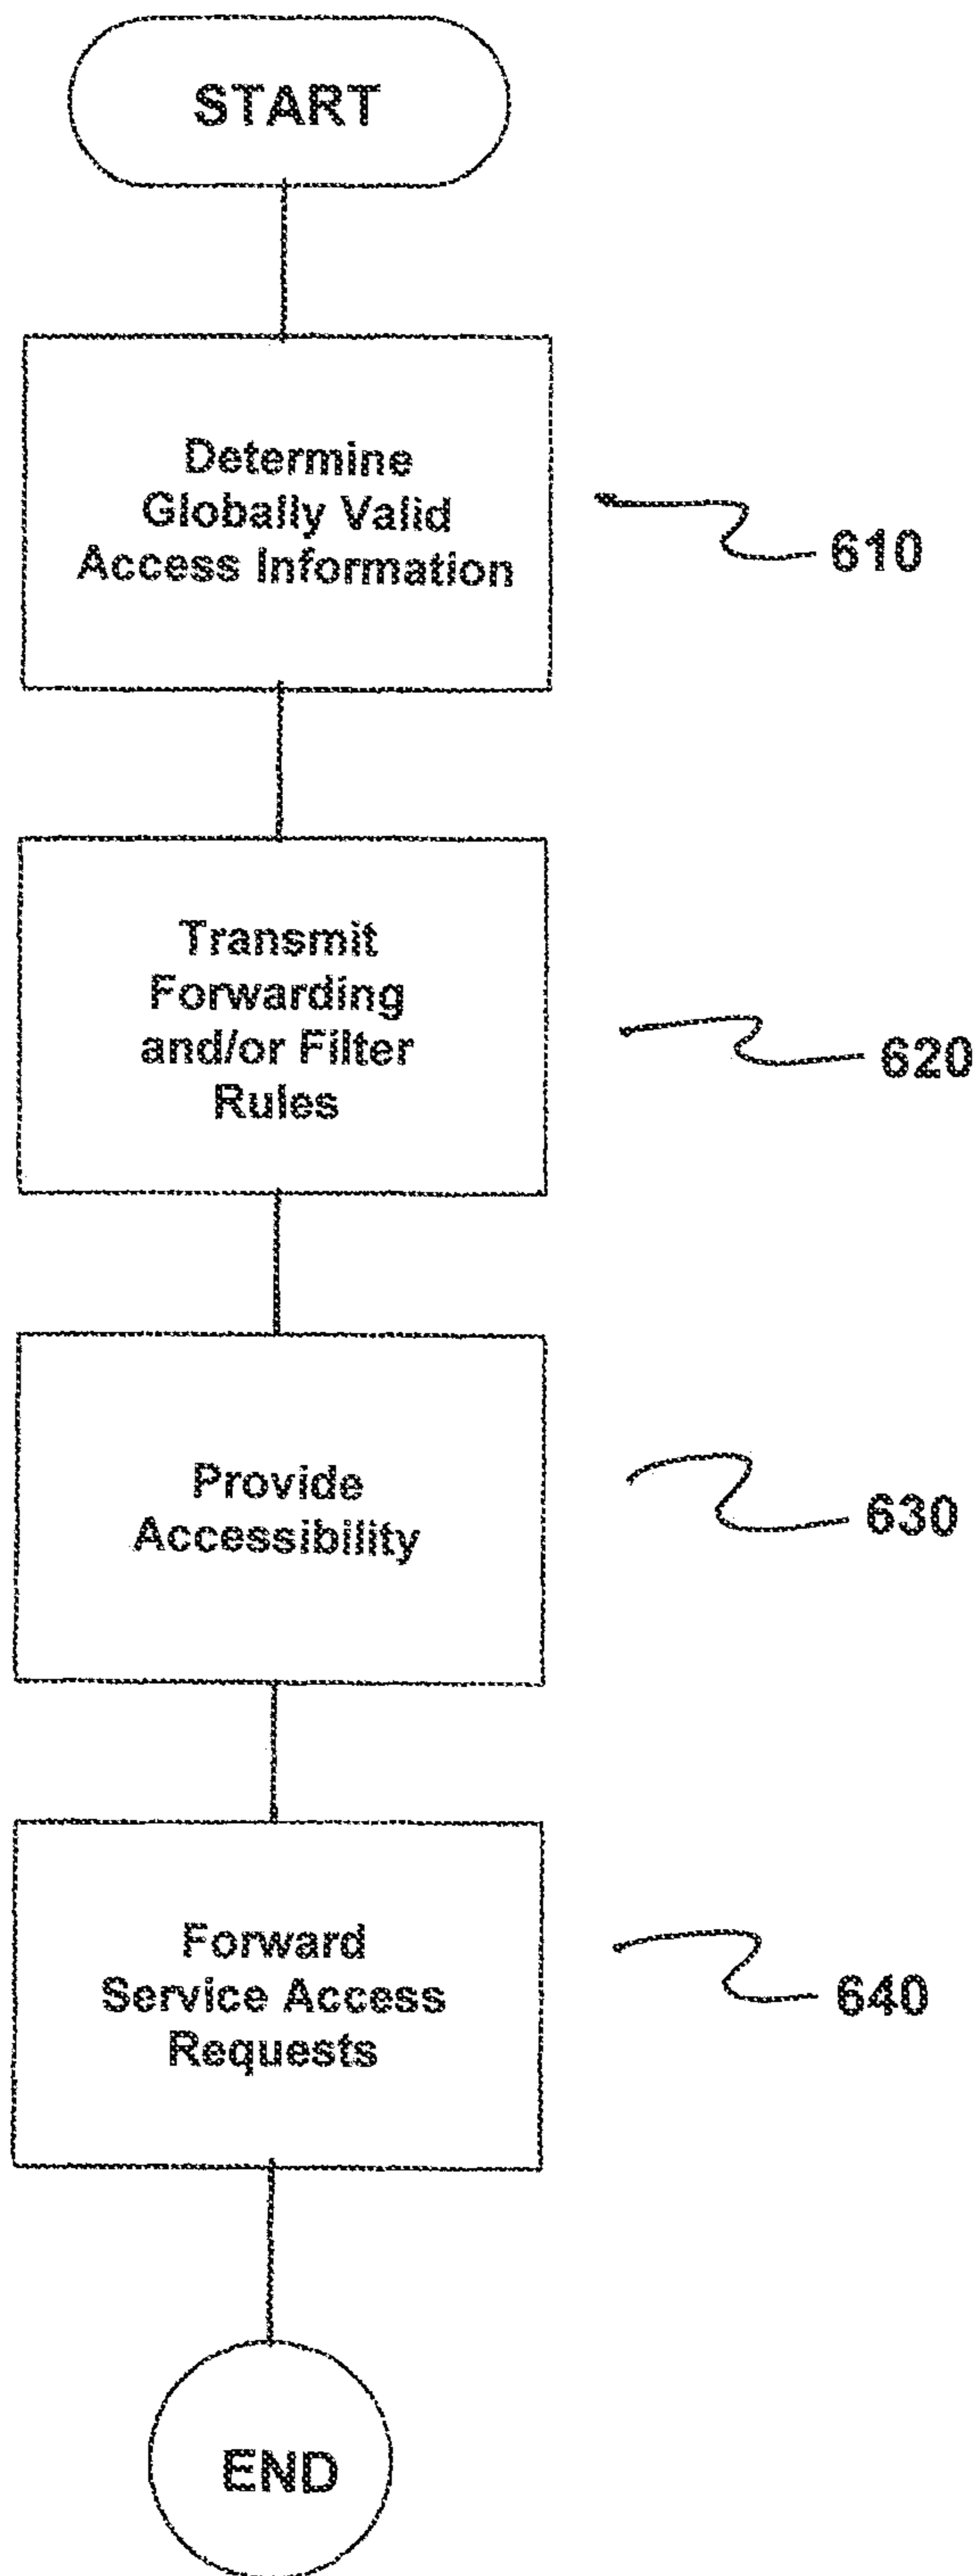 START
Determine
Globally Valid
Access Information
610
Transmit
Forwarding
and/or Filter
Rules
620
Provide
Accessibility
630
Forward
Service Access
Requests
640
END